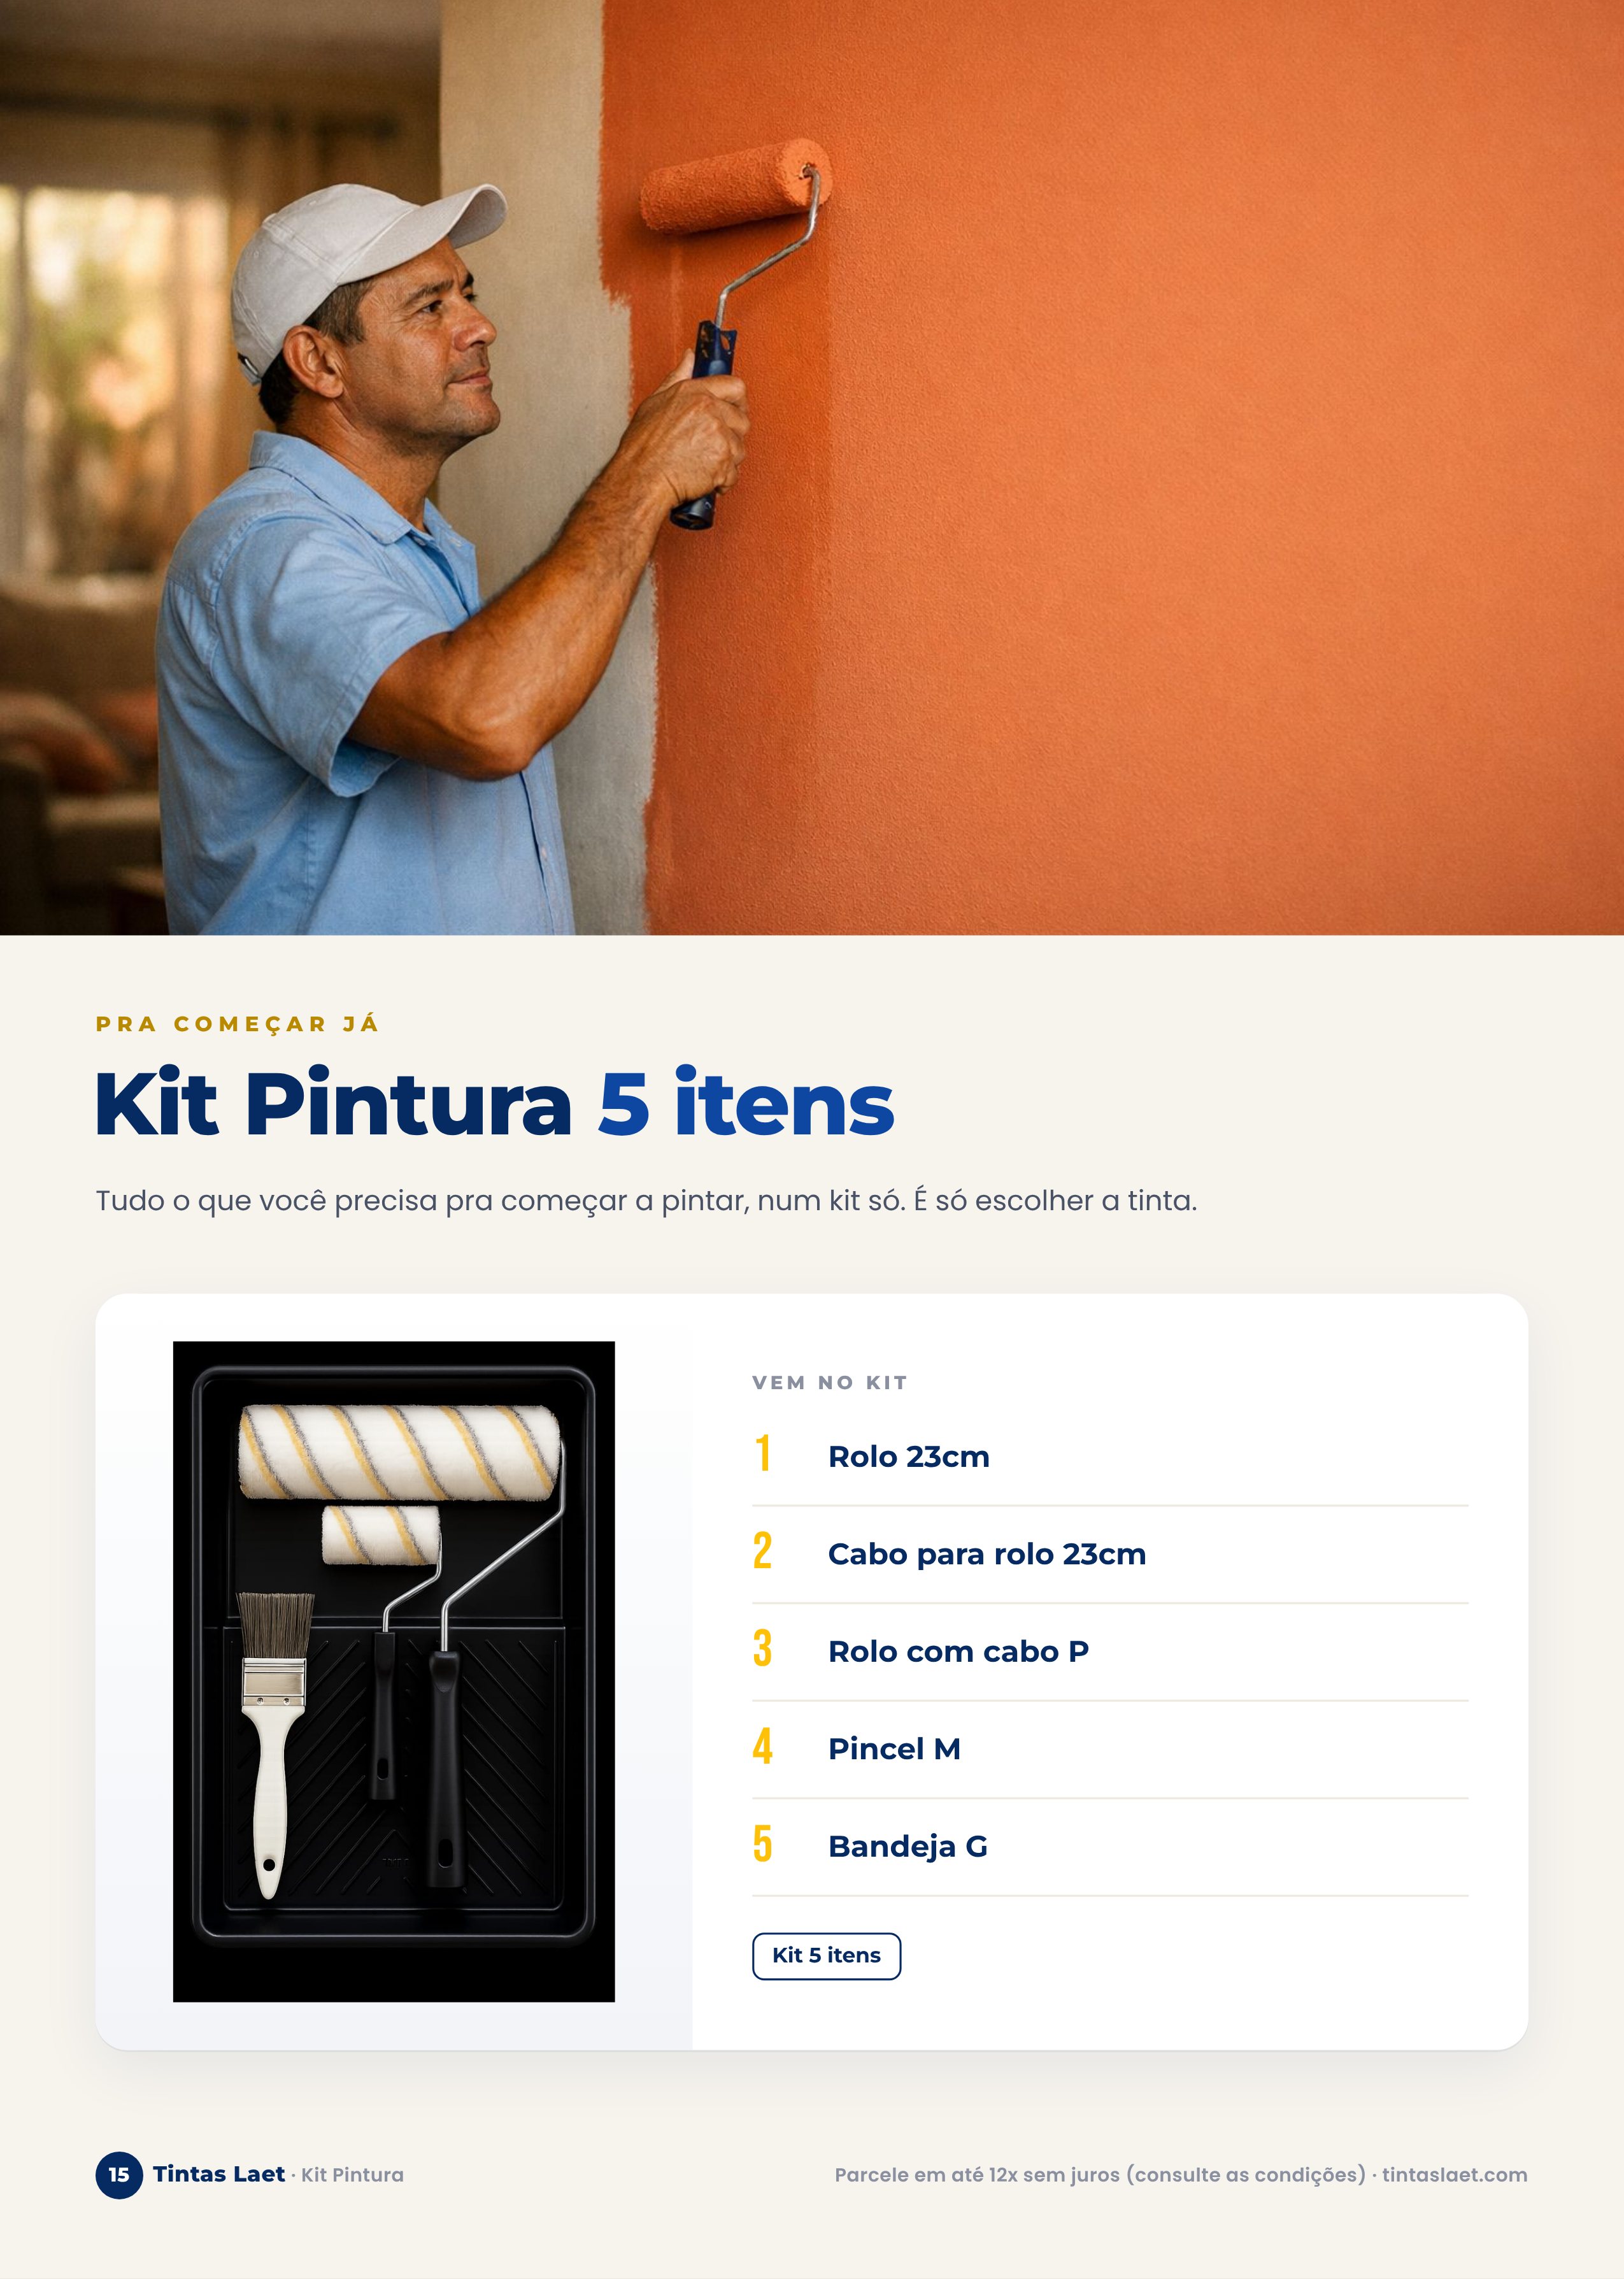 PRA COMEÇAR JÁ
Kit Pintura 5 itens
Tudo o que você precisa pra começar a pintar, num kit só. É só escolher a tinta.
VEM NO KIT
1 Rolo 23cm
2 Cabo para rolo 23cm
3 Rolo com cabo P
4 Pincel M
5 Bandeja G
Kit 5 itens
15 Tintas Laet · Kit Pintura
Parcele em até 12x sem juros (consulte as condições) · tintaslaet.com